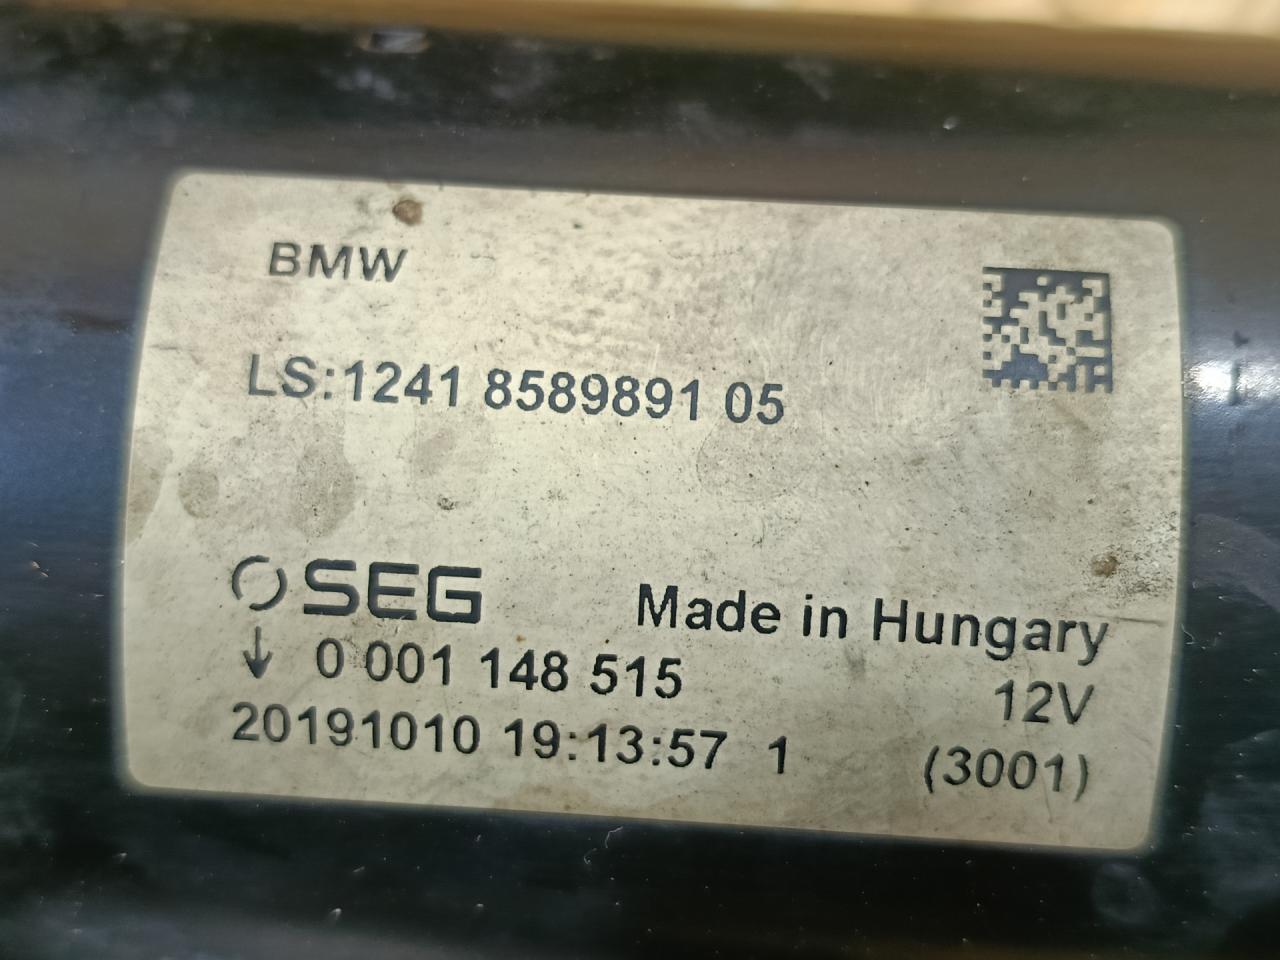 BMW
LS:1241 8589891 05
SEG
Made in Hungary
↓ 0 001 148 515
12V
20191010 19:13:57 1
(3001)